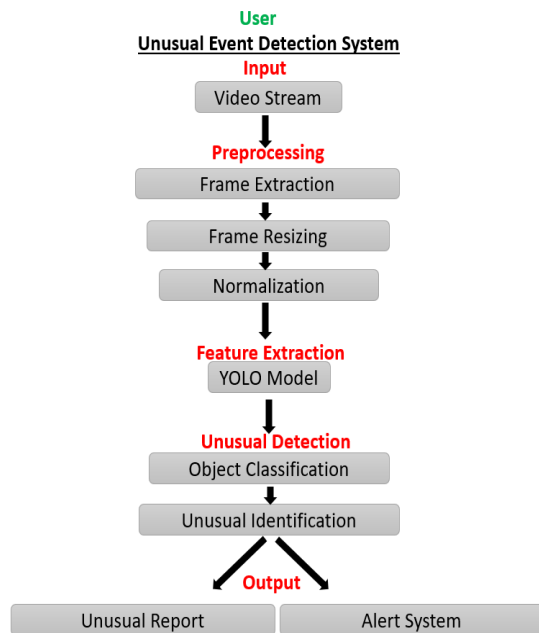 User
Unusual Event Detection System
Input
Video Stream
Preprocessing
Frame Extraction
Frame Resizing
Normalization
Feature Extraction
YOLO Model
Unusual Detection
Object Classification
Unusual Identification
Output
Unusual Report
Alert System